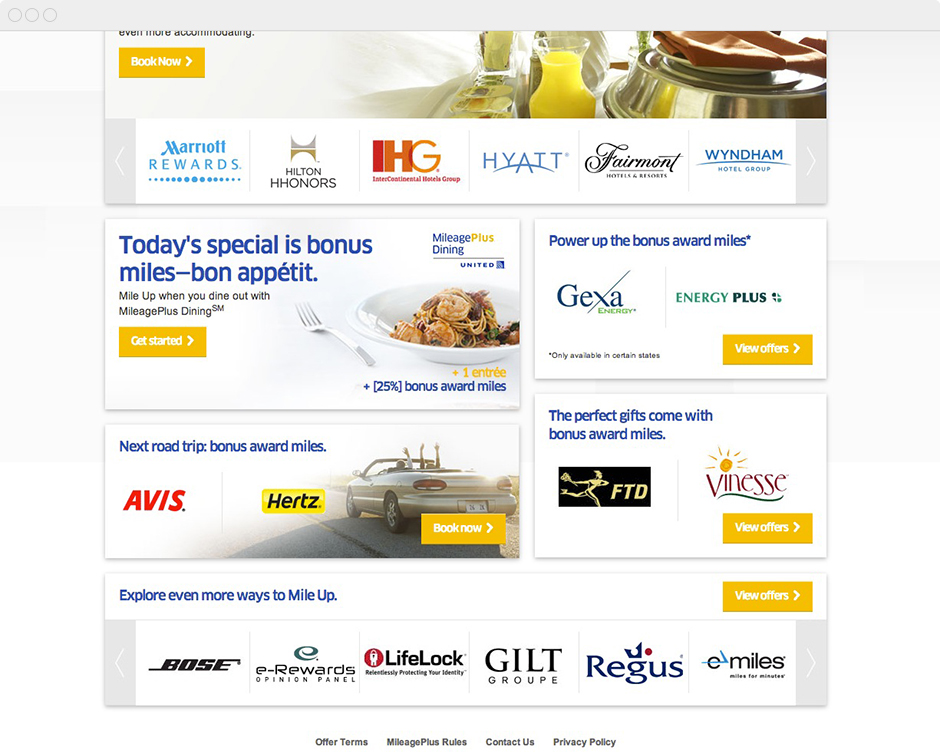 even more accommodating.
Book Now
Marriott
REWARDS.
HILTON
HHONORS
IHG
InterContinental Hotels Group
HYATT®
Fairmont
HOTELS & RESORTS
WYNDHAM
HOTEL GROUP
Today's special is bonus
miles–bon appétit.
Mile Up when you dine out with
MileagePlus DiningSM
Get started
MileagePlus
Dining
UNITED
+ 1 entrée
+ [25%] bonus award miles
Power up the bonus award miles*
Gexa
ENERGY®
ENERGY PLUS
*Only available in certain states
View offers
Next road trip: bonus award miles.
AVIS
Hertz
Book now
The perfect gifts come with
bonus award miles.
FTD
Vinesse
View offers
Explore even more ways to Mile Up.
View offers
BOSE
e-Rewards
OPINION PANEL
LifeLock
Relentlessly Protecting Your Identity
GILT
GROUPE
Regus
e-miles
miles for minutes
Offer Terms MileagePlus Rules Contact Us Privacy Policy